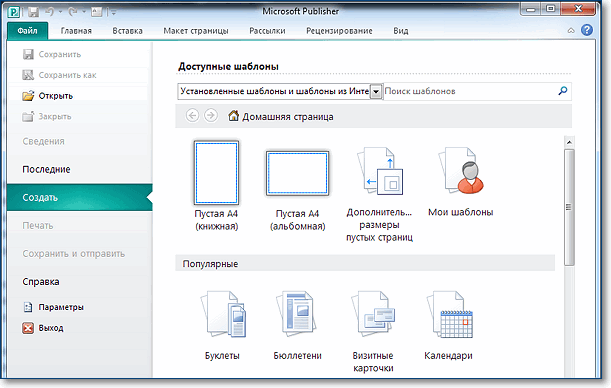 Microsoft Publisher
Файл Главная Вставка Макет страницы Рассылки Рецензирование Вид
Сохранить
Сохранить как
Открыть
Закрыть
Сведения
Последние
Создать
Печать
Сохранить и отправить
Справка
Параметры
Выход
Доступные шаблоны
Установленные шаблоны и шаблоны из Инте
Поиск шаблонов
Домашняя страница
Пустая A4 (книжная)
Пустая A4 (альбомная)
Дополнитель... размеры пустых страниц
Мои шаблоны
Популярные
Буклеты
Бюллетени
Визитные карточки
Календари